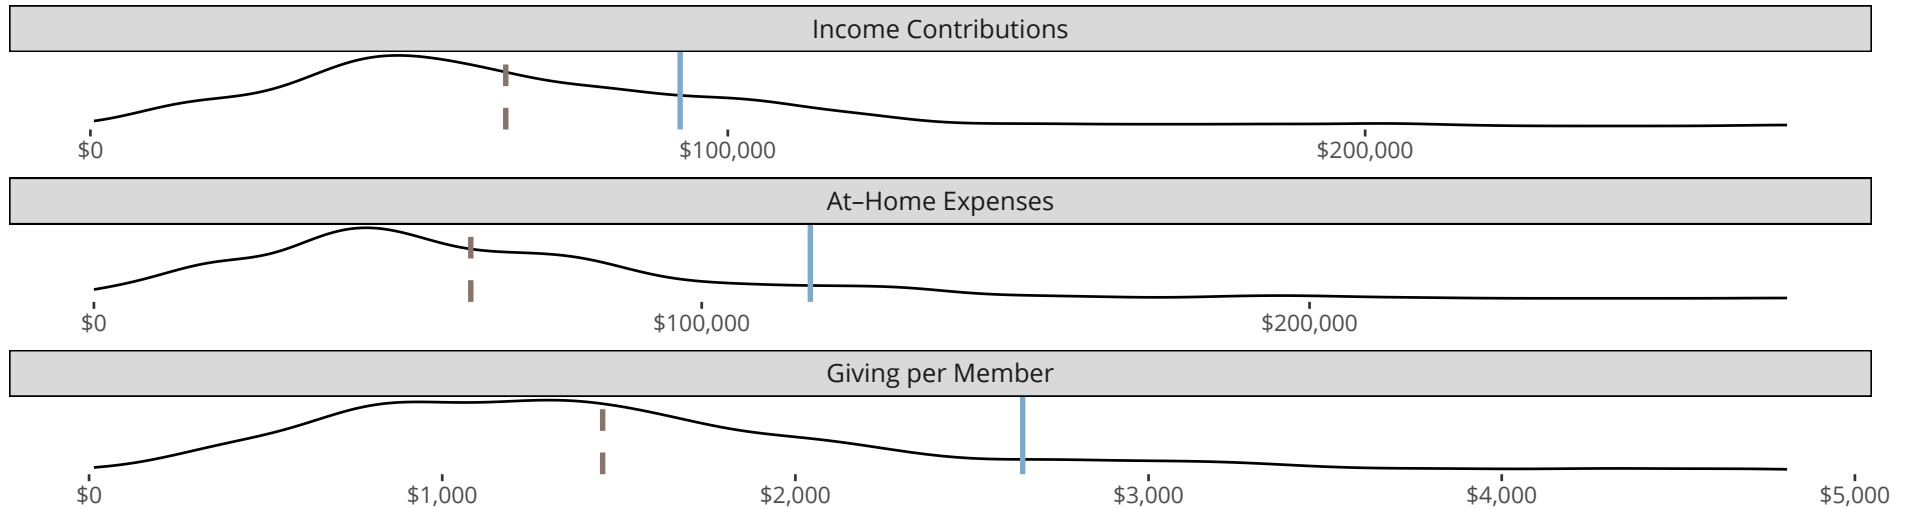 Income Contributions
$0 $100,000 $200,000
At–Home Expenses
$0 $100,000 $200,000
Giving per Member
$0 $1,000 $2,000 $3,000 $4,000 $5,000